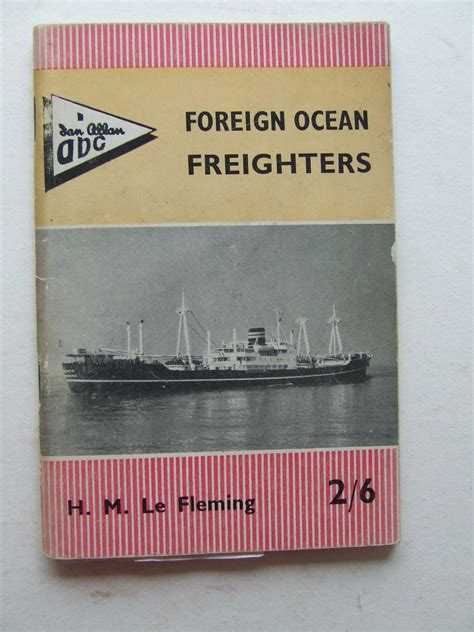 Ian Allan
abc
FOREIGN OCEAN
FREIGHTERS
H. M. Le Fleming
2/6